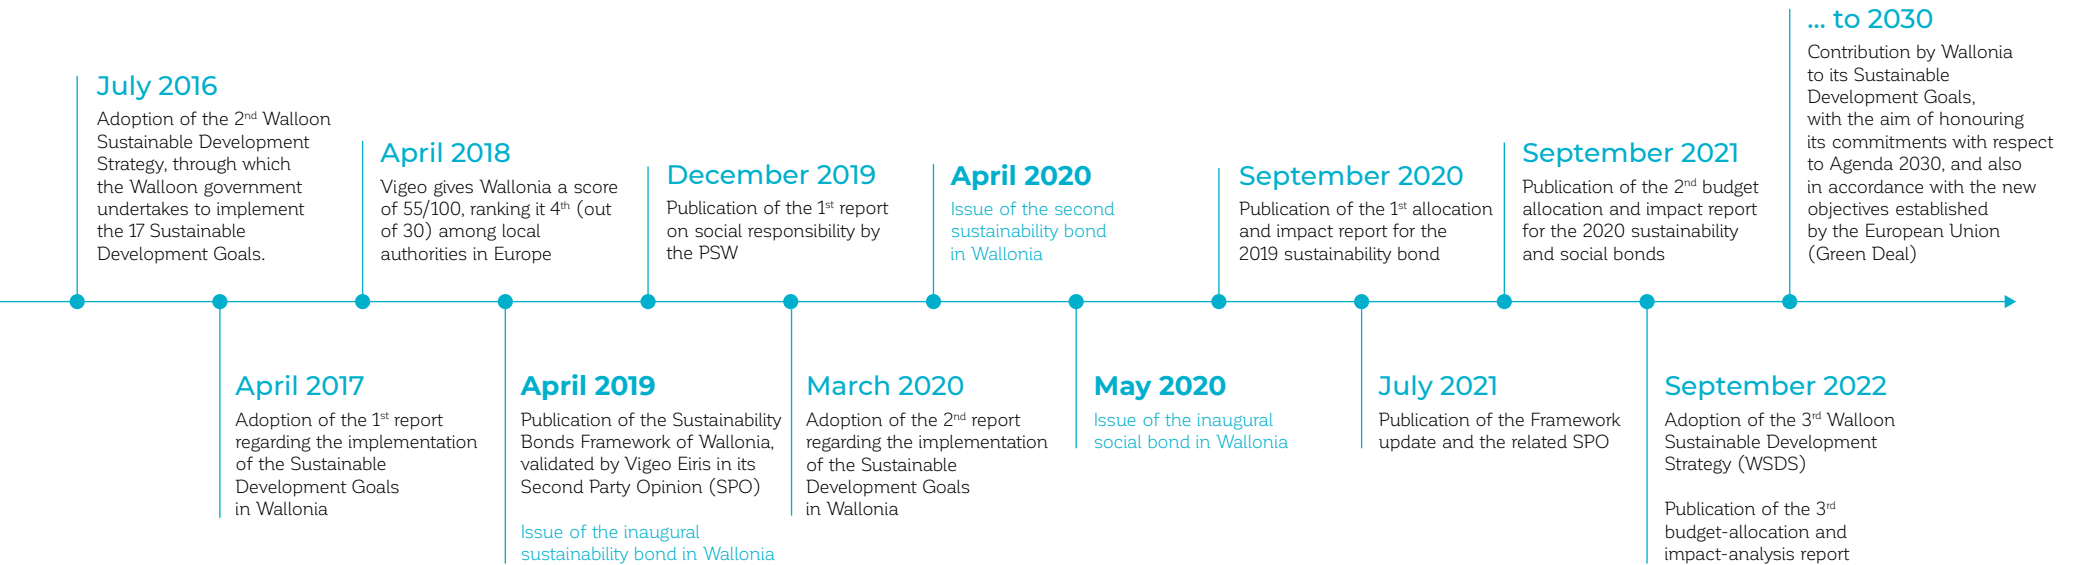 July 2016
Adoption of the 2nd Walloon
Sustainable Development
Strategy, through which
the Walloon government
undertakes to implement
the 17 Sustainable
Development Goals.
April 2017
Adoption of the 1st report
regarding the implementation
of the Sustainable
Development Goals
in Wallonia
April 2018
Vigeo gives Wallonia a score
of 55/100, ranking it 4th (out
of 30) among local
authorities in Europe
April 2019
Publication of the Sustainability
Bonds Framework of Wallonia,
validated by Vigeo Eiris in its
Second Party Opinion (SPO)
Issue of the inaugural
sustainability bond in Wallonia
December 2019
Publication of the 1st report
on social responsibility by
the PSW
March 2020
Adoption of the 2nd report
regarding the implementation
of the Sustainable
Development Goals
in Wallonia
April 2020
Issue of the second
sustainability bond
in Wallonia
May 2020
Issue of the inaugural
social bond in Wallonia
September 2020
Publication of the 1st allocation
and impact report for the
2019 sustainability bond
July 2021
Publication of the Framework
update and the related SPO
September 2021
Publication of the 2nd budget
allocation and impact report
for the 2020 sustainability
and social bonds
September 2022
Adoption of the 3rd Walloon
Sustainable Development
Strategy (WSDS)
Publication of the 3rd
budget-allocation and
impact-analysis report
... to 2030
Contribution by Wallonia
to its Sustainable
Development Goals,
with the aim of honouring
its commitments with respect
to Agenda 2030, and also
in accordance with the new
objectives established
by the European Union
(Green Deal)